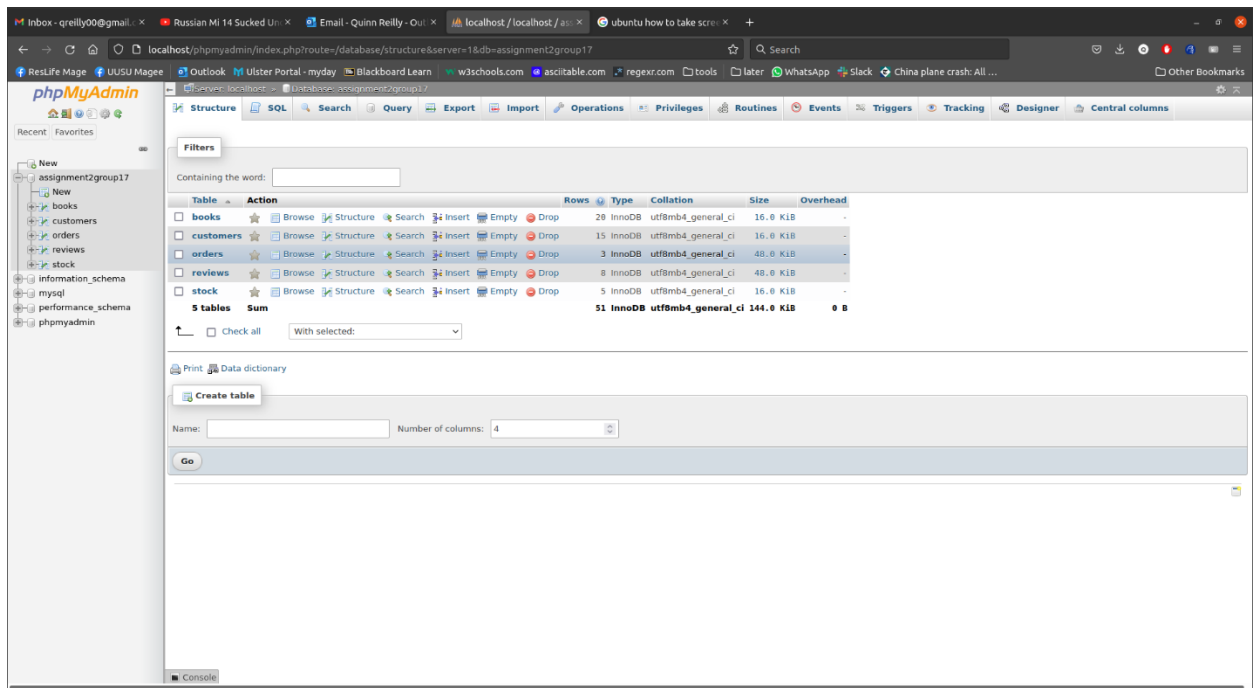 Inbox - qreilly00@gmail.c × Russian Mi 14 Sucked Un × Email - Quinn Reilly - Out × localhost / localhost / ass × ubuntu how to take scree × +
localhost/phpmyadmin/index.php?route=/database/structure&server=1&db=assignment2group17 Search
ResLife Mage UUSU Magee Outlook Ulster Portal - myday Blackboard Learn w3schools.com asciitable.com regexr.com tools later WhatsApp Slack China plane crash: All ... Other Bookmarks
phpMyAdmin
Recent Favorites
New
assignment2group17
New
books
customers
orders
reviews
stock
information_schema
mysql
performance_schema
phpmyadmin
Server: localhost » Database: assignment2group17
Structure SQL Search Query Export Import Operations Privileges Routines Events Triggers Tracking Designer Central columns
Filters
Containing the word:
Table Action Rows Type Collation Size Overhead
books Browse Structure Search Insert Empty Drop 20 InnoDB utf8mb4_general_ci 16.0 KiB -
customers Browse Structure Search Insert Empty Drop 15 InnoDB utf8mb4_general_ci 16.0 KiB -
orders Browse Structure Search Insert Empty Drop 3 InnoDB utf8mb4_general_ci 48.0 KiB -
reviews Browse Structure Search Insert Empty Drop 8 InnoDB utf8mb4_general_ci 48.0 KiB -
stock Browse Structure Search Insert Empty Drop 5 InnoDB utf8mb4_general_ci 16.0 KiB -
5 tables Sum 51 InnoDB utf8mb4_general_ci 144.0 KiB 0 B
Check all With selected:
Print Data dictionary
Create table
Name: Number of columns: 4
Go
Console